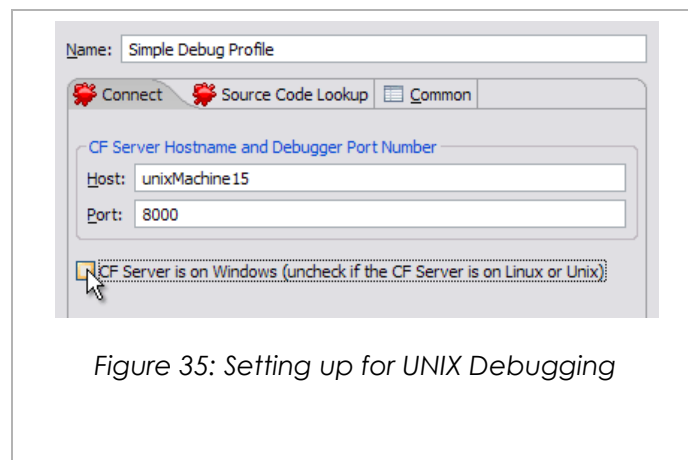 Name: Simple Debug Profile
Connect Source Code Lookup Common
CF Server Hostname and Debugger Port Number
Host: unixMachine15
Port: 8000
CF Server is on Windows (uncheck if the CF Server is on Linux or Unix)
Figure 35: Setting up for UNIX Debugging